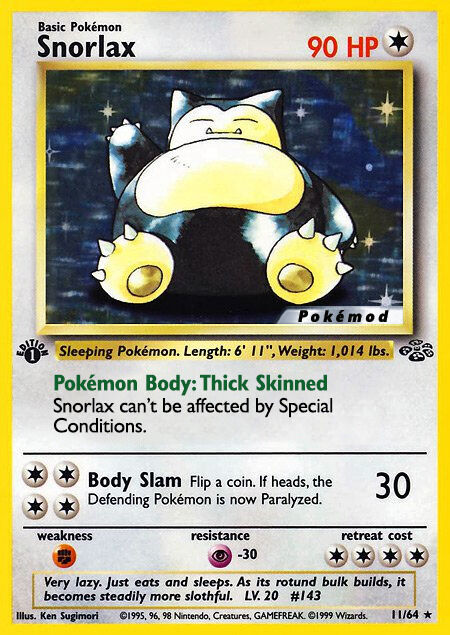 Basic Pokémon
Snorlax
90 HP
Pokémod
EDITION
1
Sleeping Pokémon. Length: 6' 11", Weight: 1,014 lbs.
Pokémon Body: Thick Skinned
Snorlax can't be affected by Special
Conditions.
Body Slam Flip a coin. If heads, the
Defending Pokémon is now Paralyzed.
30
weakness
resistance
retreat cost
-30
Very lazy. Just eats and sleeps. As its rotund bulk builds, it
becomes steadily more slothful. LV. 20 #143
Illus. Ken Sugimori
©1995, 96, 98 Nintendo, Creatures, GAMEFREAK. ©1999 Wizards.
11/64 ★